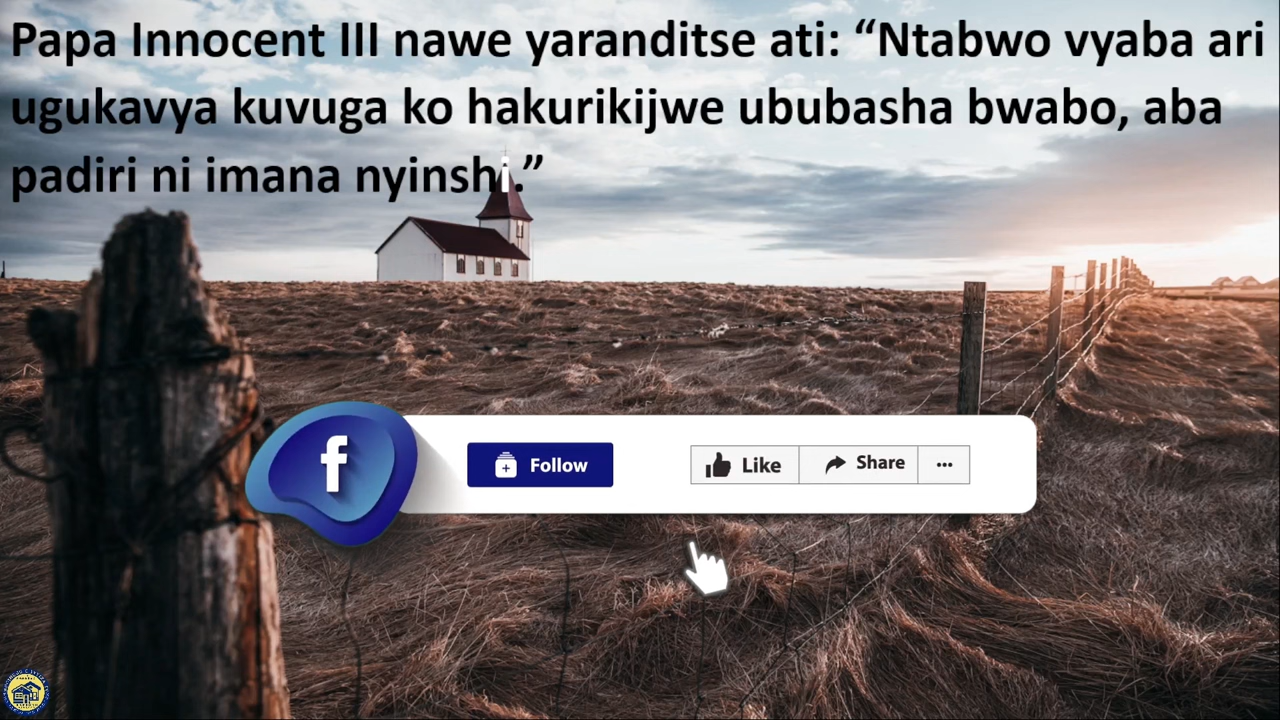 Papa Innocent III nawe yaranditse ati: “Ntabwo vyaba ari
ugukavya kuvuga ko hakurikijwe ububasha bwabo, aba
padiri ni imana nyinshi.”
Follow
Like
Share